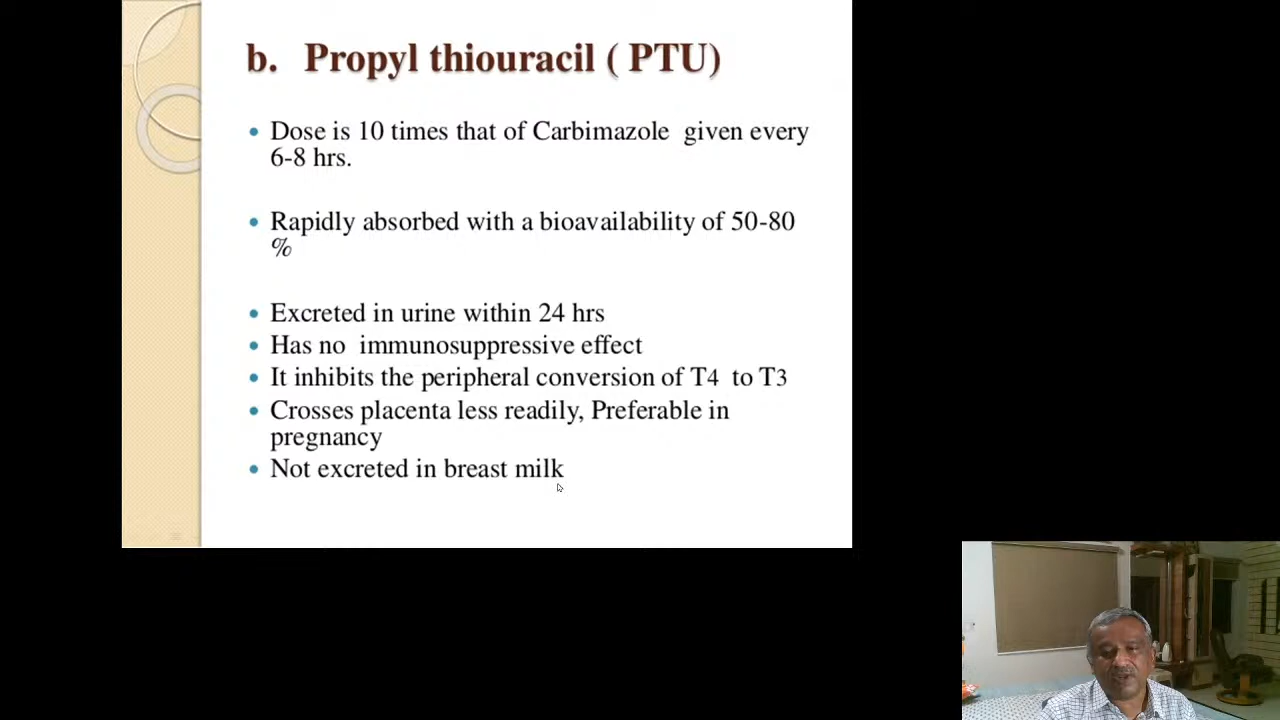 b. Propyl thiouracil ( PTU)
• Dose is 10 times that of Carbimazole given every
6-8 hrs.
• Rapidly absorbed with a bioavailability of 50-80
%
• Excreted in urine within 24 hrs
• Has no immunosuppressive effect
• It inhibits the peripheral conversion of T4 to T3
• Crosses placenta less readily, Preferable in
pregnancy
• Not excreted in breast milk